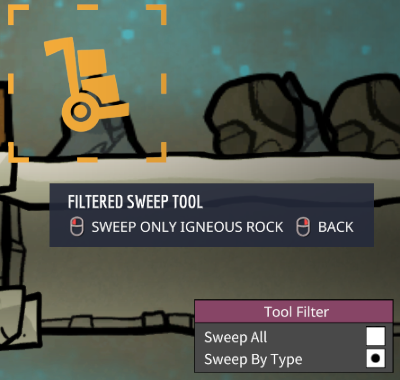 FILTERED SWEEP TOOL
SWEEP ONLY IGNEOUS ROCK BACK
Tool Filter
Sweep All
Sweep By Type